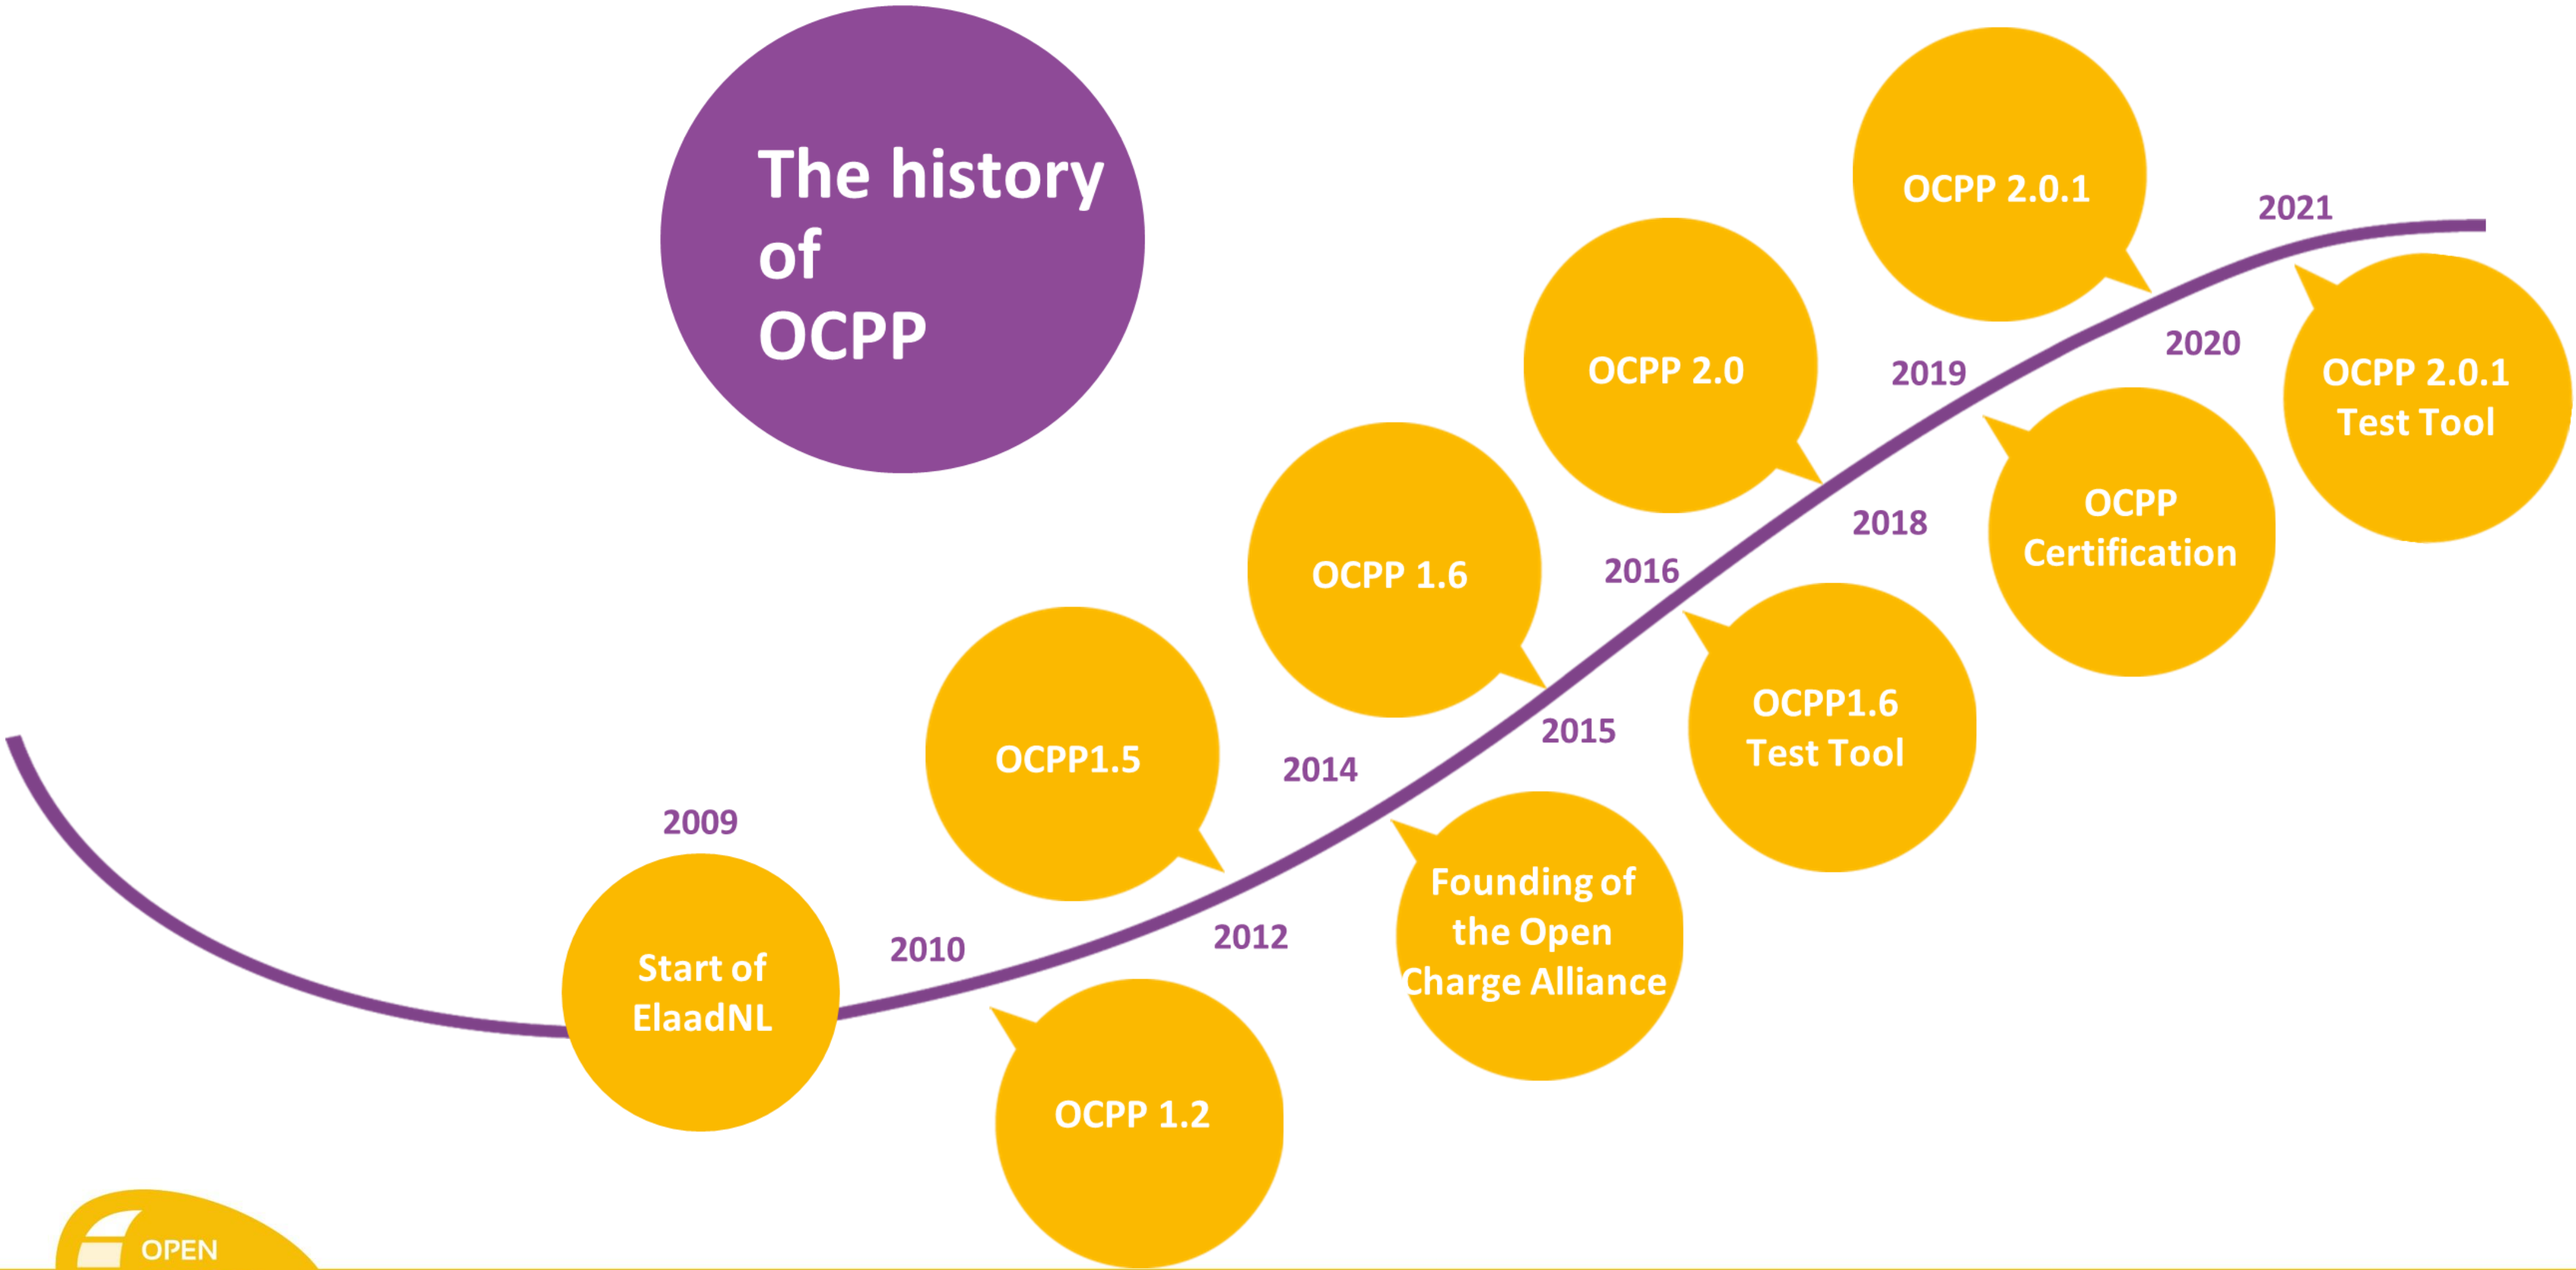 The history
of
OCPP
2009
Start of
ElaadNL
2010
OCPP 1.2
OCPP1.5
2012
2014
Founding of
the Open
Charge Alliance
OCPP 1.6
2015
2016
OCPP1.6
Test Tool
OCPP 2.0
2018
2019
OCPP
Certification
OCPP 2.0.1
2020
2021
OCPP 2.0.1
Test Tool
OPEN